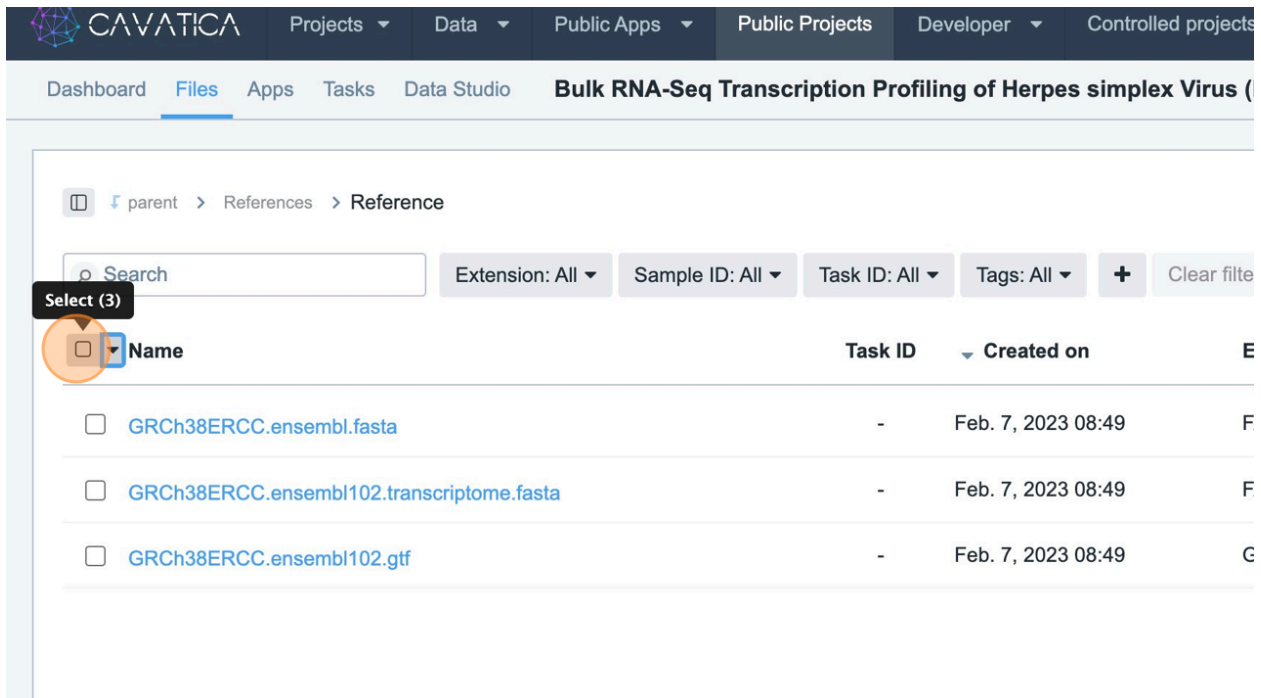 CAVATICA Projects Data Public Apps Public Projects Developer Controlled projects
Dashboard Files Apps Tasks Data Studio Bulk RNA-Seq Transcription Profiling of Herpes simplex Virus (
parent > References > Reference
Search Extension: All Sample ID: All Task ID: All Tags: All + Clear filte
Select (3)
Name Task ID Created on E
GRCh38ERCC.ensembl.fasta - Feb. 7, 2023 08:49 F
GRCh38ERCC.ensembl102.transcriptome.fasta - Feb. 7, 2023 08:49 F
GRCh38ERCC.ensembl102.gtf - Feb. 7, 2023 08:49 G